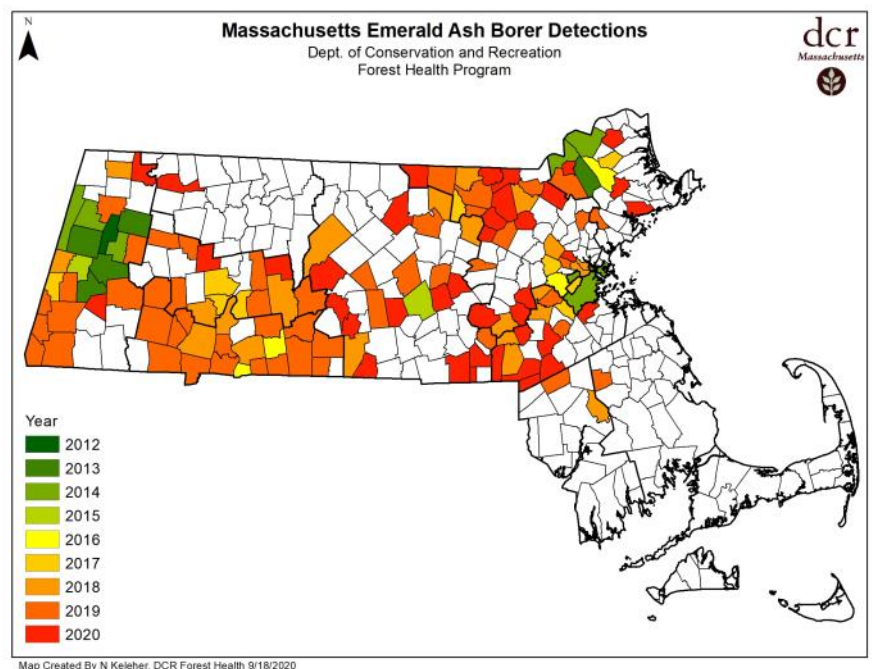 N
Massachusetts Emerald Ash Borer Detections
Dept. of Conservation and Recreation
Forest Health Program
dcr
Massachusetts
Year
2012
2013
2014
2015
2016
2017
2018
2019
2020
Map Created By N Keleher, DCR Forest Health 9/18/2020